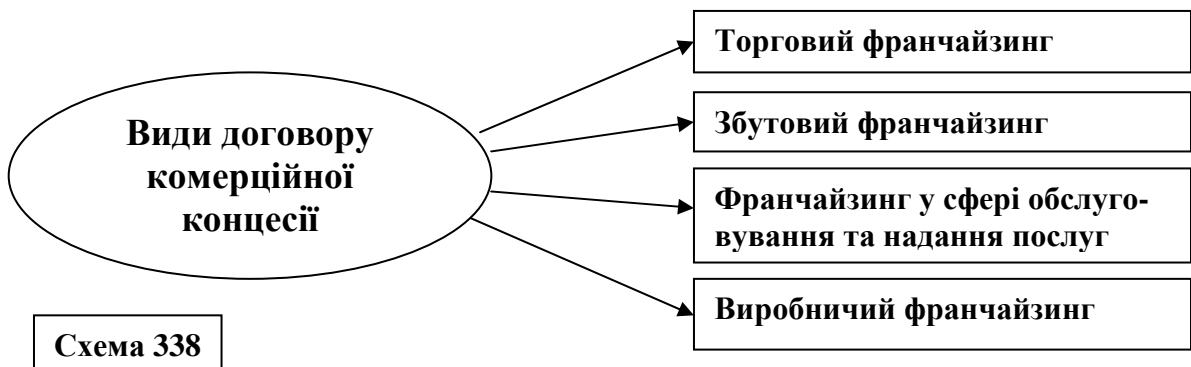 Види договору
комерційної
концесії
Торговий франчайзинг
Збутовий франчайзинг
Франчайзинг у сфері обслуго-
вування та надання послуг
Виробничий франчайзинг
Схема 338